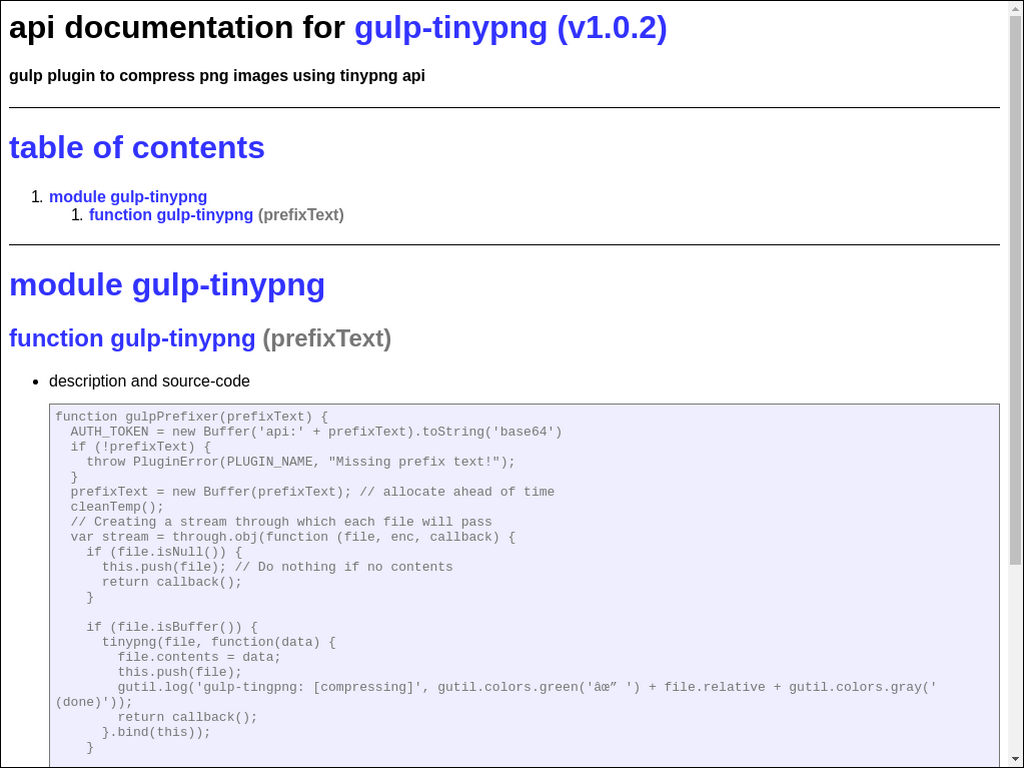 api documentation for gulp-tinypng (v1.0.2)
gulp plugin to compress png images using tinypng api
table of contents
1. module gulp-tinypng
1. function gulp-tinypng (prefixText)
module gulp-tinypng
function gulp-tinypng (prefixText)
• description and source-code
function gulpPrefixer(prefixText) {
  AUTH_TOKEN = new Buffer('api:' + prefixText).toString('base64')
  if (!prefixText) {
    throw PluginError(PLUGIN_NAME, "Missing prefix text!");
  }
  prefixText = new Buffer(prefixText); // allocate ahead of time
  cleanTemp();
  // Creating a stream through which each file will pass
  var stream = through.obj(function (file, enc, callback) {
    if (file.isNull()) {
      this.push(file); // Do nothing if no contents
      return callback();
    }
    if (file.isBuffer()) {
      tinypng(file, function(data) {
        file.contents = data;
        this.push(file);
        gutil.log('gulp-tingpng: [compressing]', gutil.colors.green('âœ” ') + file.relative + gutil.colors.gray('
(done)'));
        return callback();
      }.bind(this));
    }